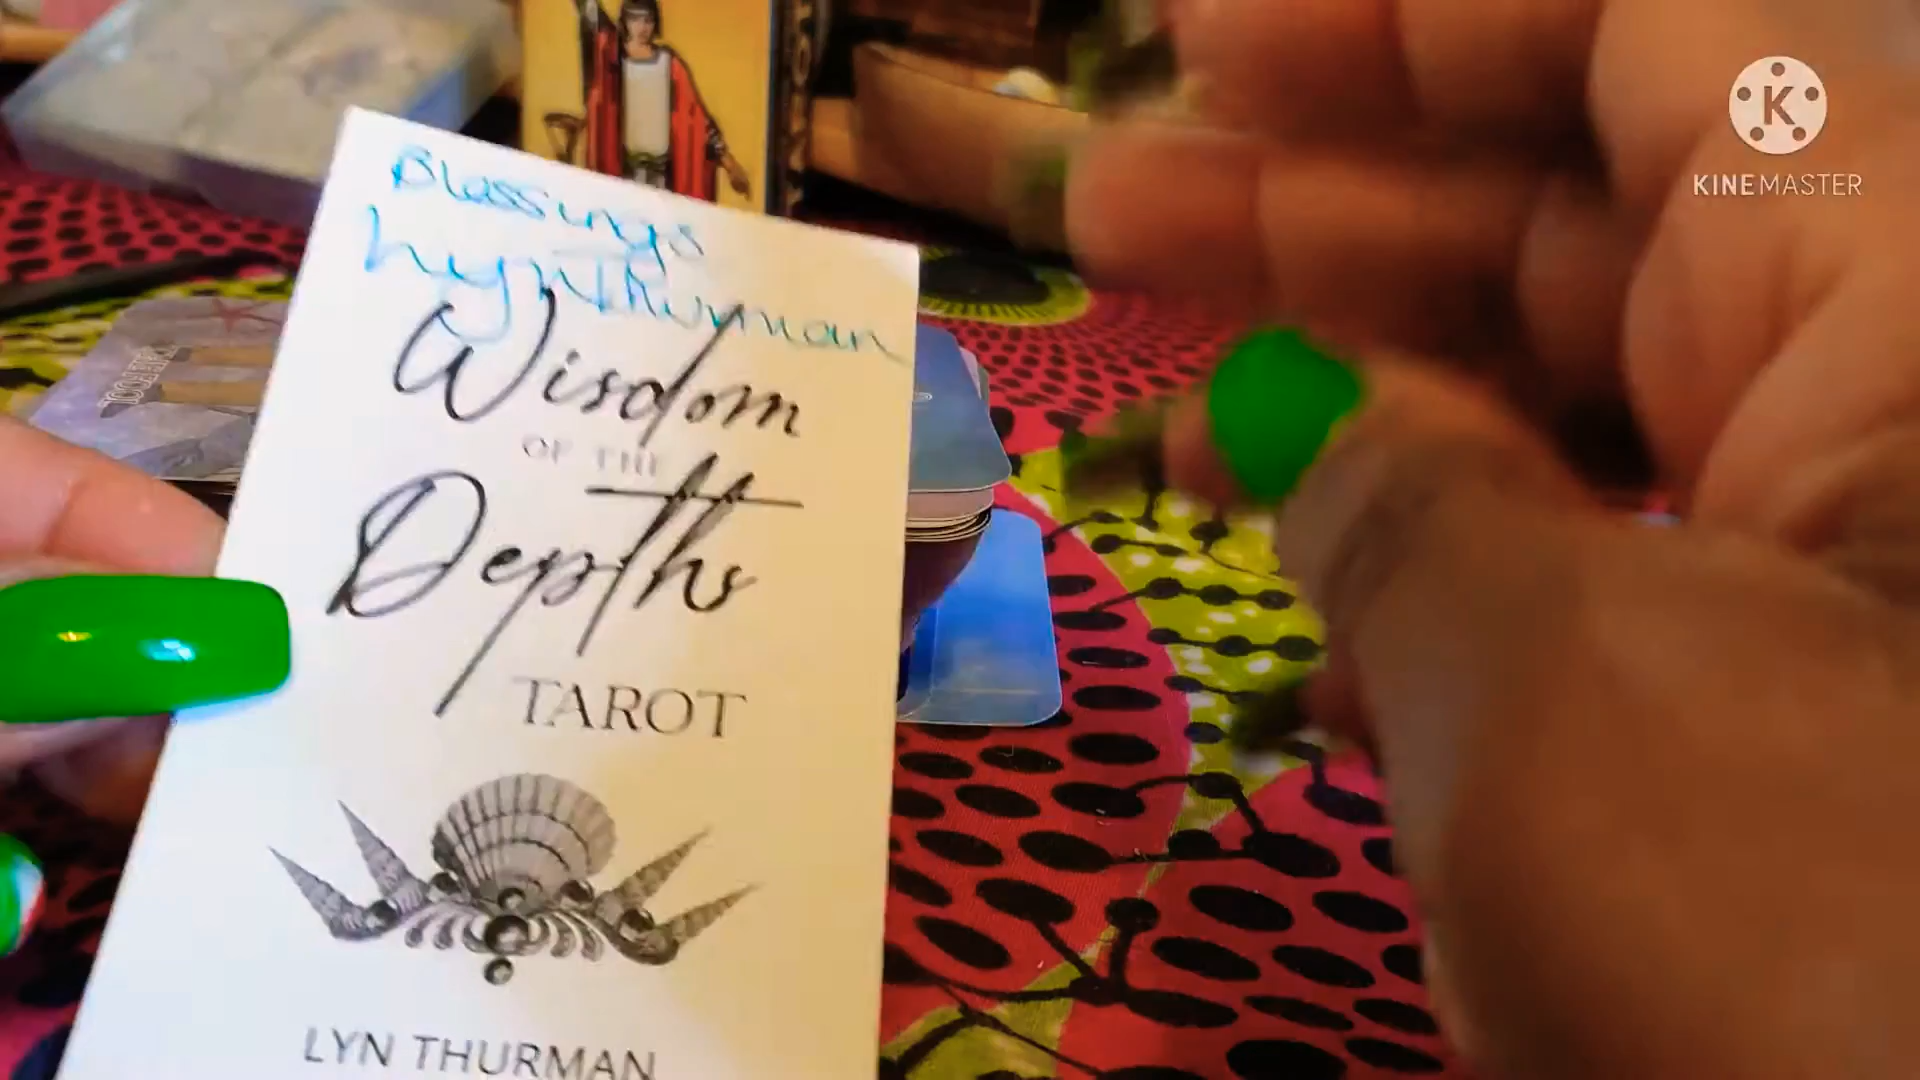 Blessings
Lyn Thurman
Wisdom
OF THE
Depths
TAROT
LYN THURMAN
K
KINEMASTER